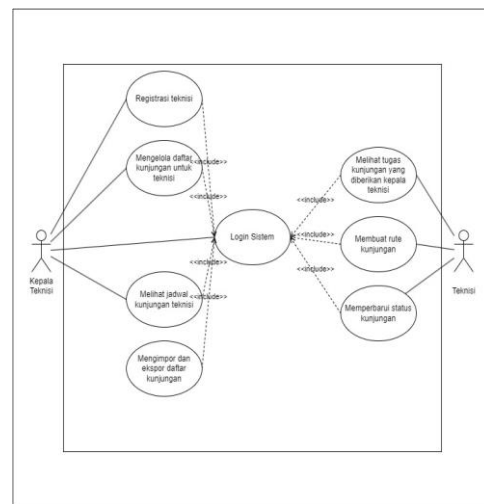 Registrasi teknisi
<<include>>
Mengelola daftar
kunjungan untuk
teknisi
<<include>>
Melihat tugas
kunjungan yang
diberikan kepala
teknisi
<<include>>
Login Sistem
<<include>>
Membuat rute
kunjungan
Kepala
Teknisi
Teknisi
<<include>>
Melihat jadwal
kunjungan teknisi
<<include>>
<<include>>
Memperbarui status
kunjungan
Mengimpor dan
ekspor daftar
kunjungan